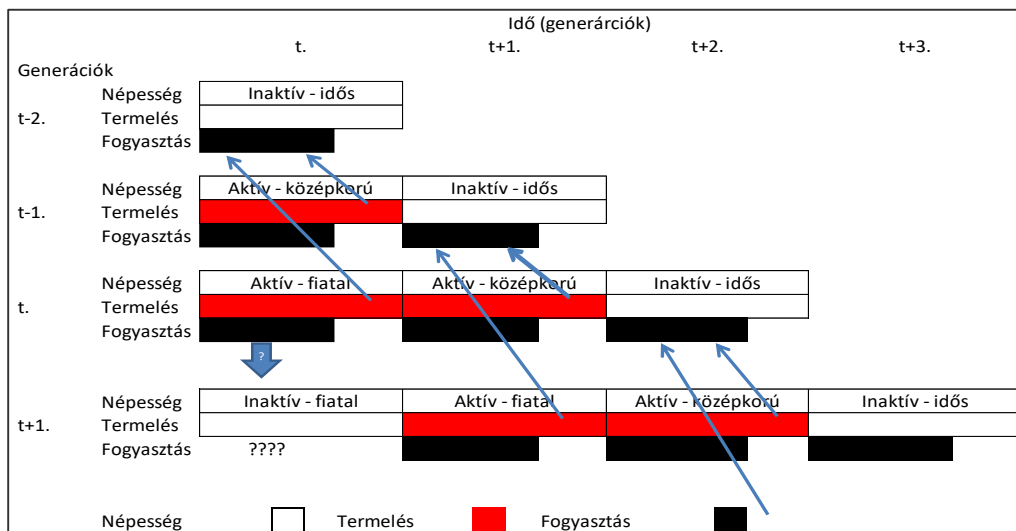 Idő (generárciók)
t. t+1. t+2. t+3.
Generációk
Népesség Inaktív - idős
t-2. Termelés
Fogyasztás
Népesség Aktív - középkorú Inaktív - idős
t-1. Termelés
Fogyasztás
Népesség Aktív - fiatal Aktív - középkorú Inaktív - idős
t. Termelés
Fogyasztás
?
Népesség Inaktív - fiatal Aktív - fiatal Aktív - középkorú Inaktív - idős
t+1. Termelés
Fogyasztás ????
Népesség Termelés Fogyasztás